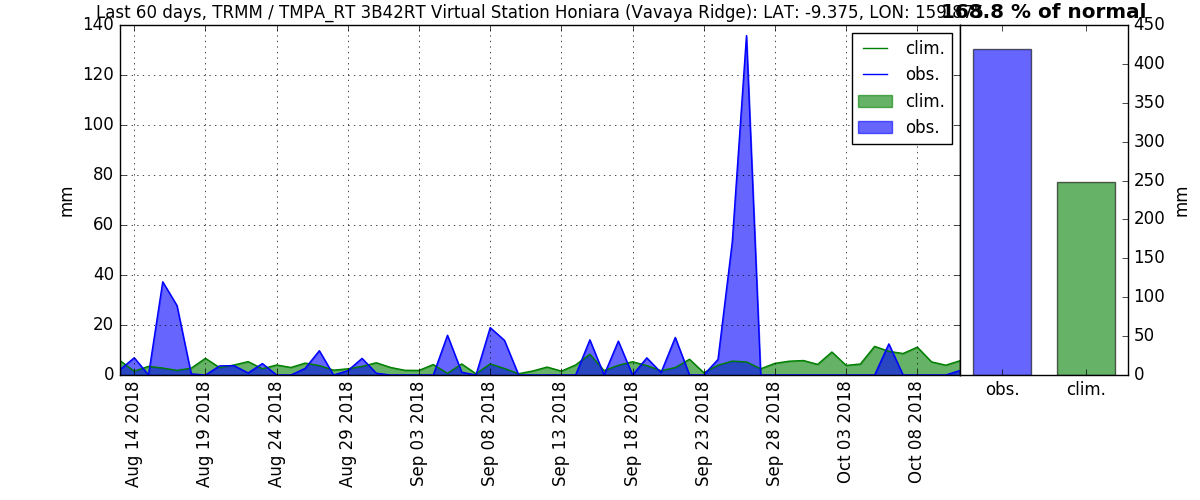 Last 60 days, TRMM / TMPA_RT 3B42RT Virtual Station Honiara (Vavaya Ridge): LAT: -9.375, LON:
168.8 % of normal
140
120
100
80
60
40
20
0
mm
clim.
obs.
clim.
obs.
450
400
350
300
250
200
150
100
50
0
mm
obs.
clim.
Aug 14 2018
Aug 19 2018
Aug 24 2018
Aug 29 2018
Sep 03 2018
Sep 08 2018
Sep 13 2018
Sep 18 2018
Sep 23 2018
Sep 28 2018
Oct 03 2018
Oct 08 2018